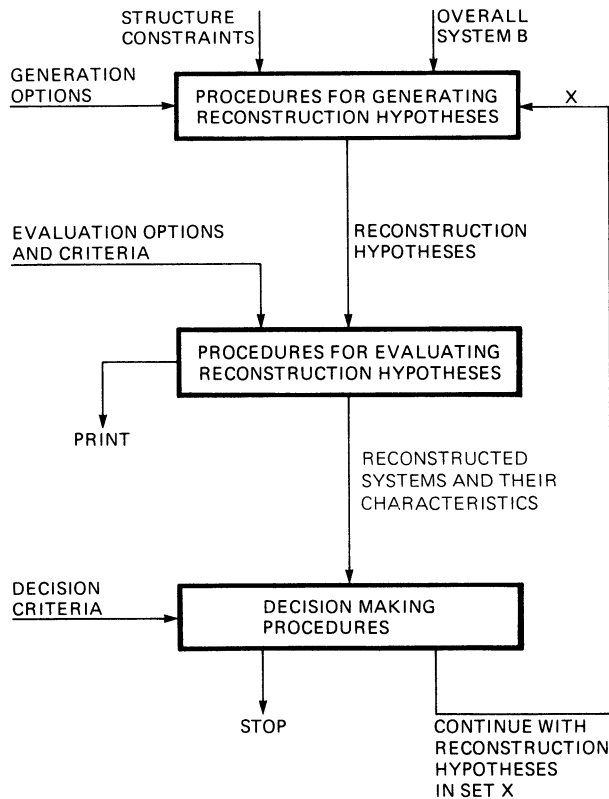 STRUCTURE
CONSTRAINTS
OVERALL
SYSTEM B
GENERATION
OPTIONS
PROCEDURES FOR GENERATING
RECONSTRUCTION HYPOTHESES
X
EVALUATION OPTIONS
AND CRITERIA
RECONSTRUCTION
HYPOTHESES
PROCEDURES FOR EVALUATING
RECONSTRUCTION HYPOTHESES
PRINT
RECONSTRUCTED
SYSTEMS AND THEIR
CHARACTERISTICS
DECISION
CRITERIA
DECISION MAKING
PROCEDURES
STOP
CONTINUE WITH
RECONSTRUCTION
HYPOTHESES
IN SET X